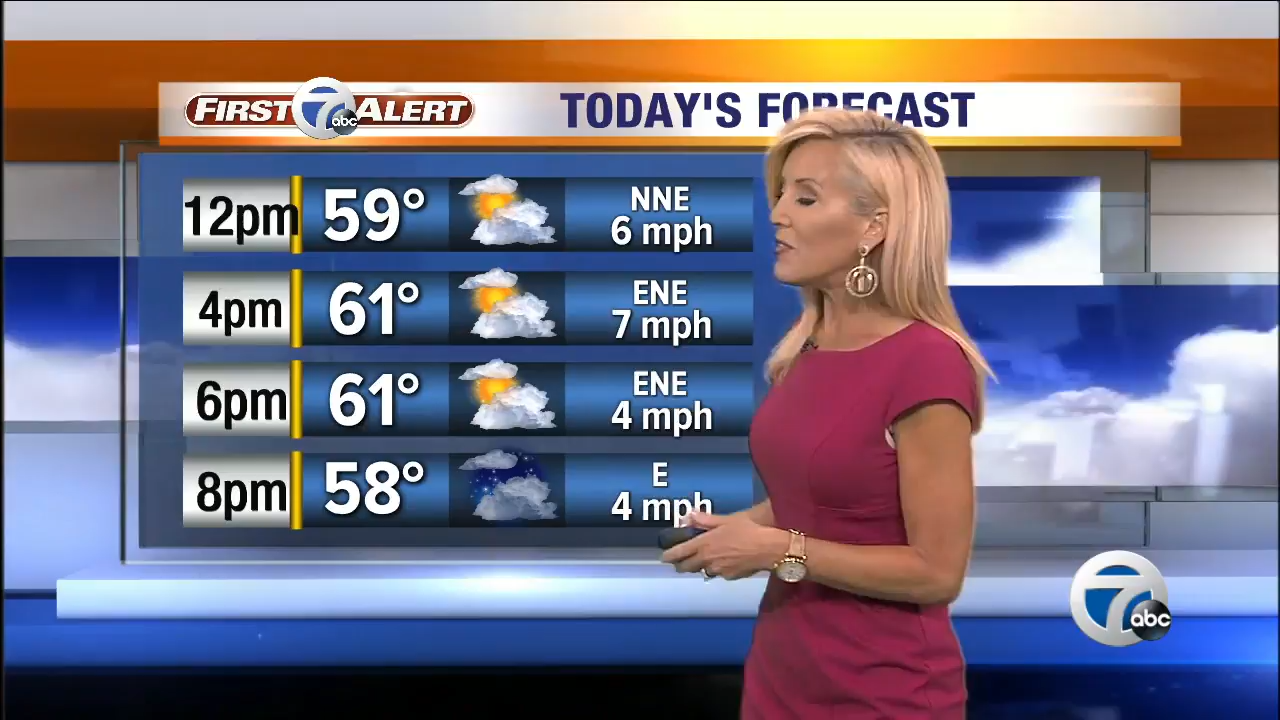 FIRST 7 abc ALERT
TODAY'S FORECAST
12pm 59° NNE
6 mph
4pm 61° ENE
7 mph
6pm 61° ENE
4 mph
8pm 58° E
4 mph
7 abc